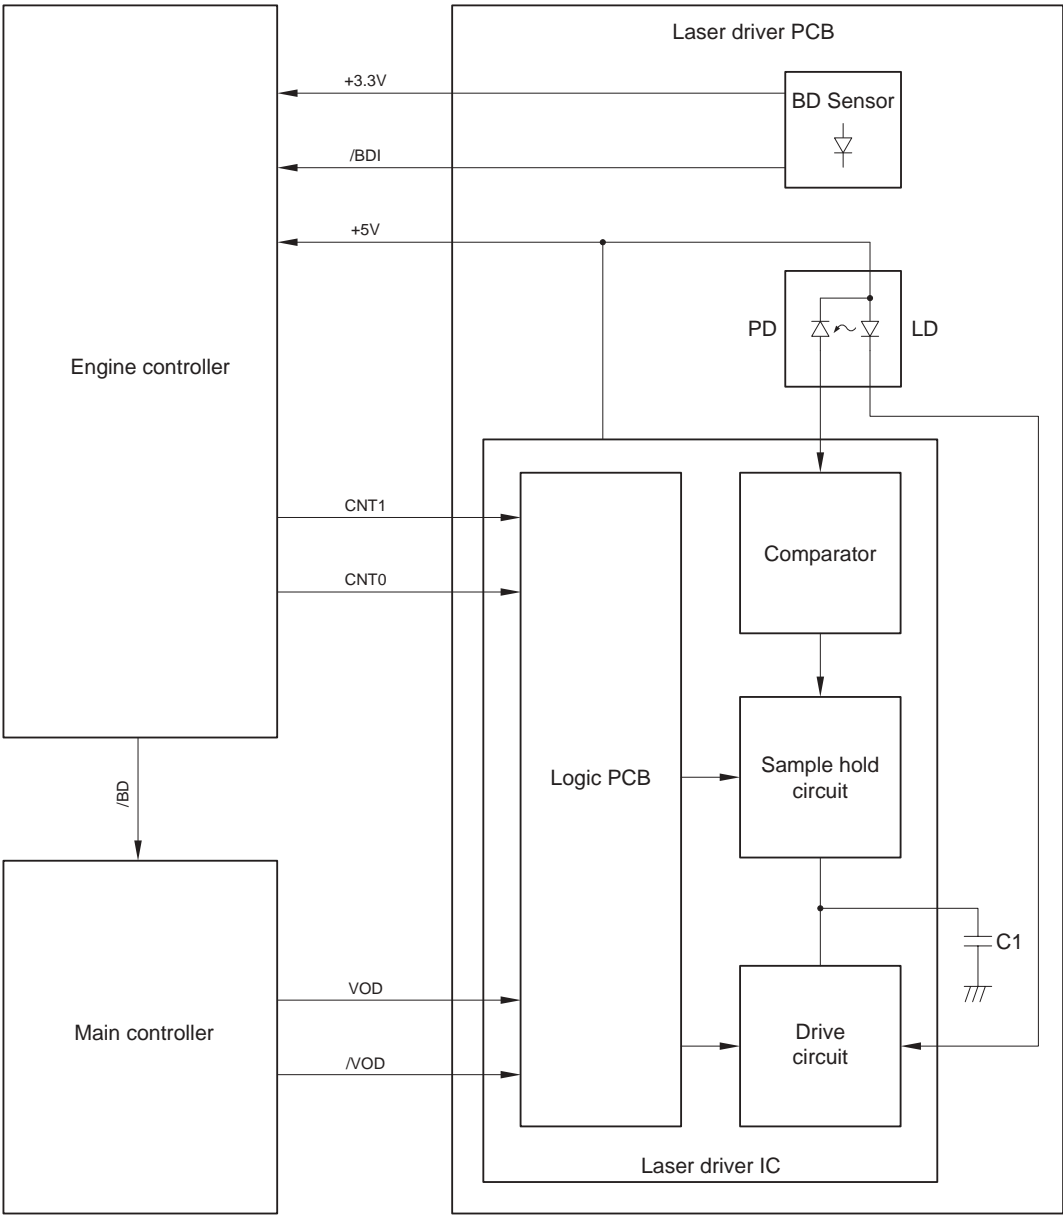 Laser driver PCB
+3.3V
BD Sensor
/BDI
+5V
PD
LD
Engine controller
CNT1
CNT0
Comparator
Logic PCB
Sample hold
circuit
/BD
C1
VOD
Main controller
/VOD
Drive
circuit
Laser driver IC